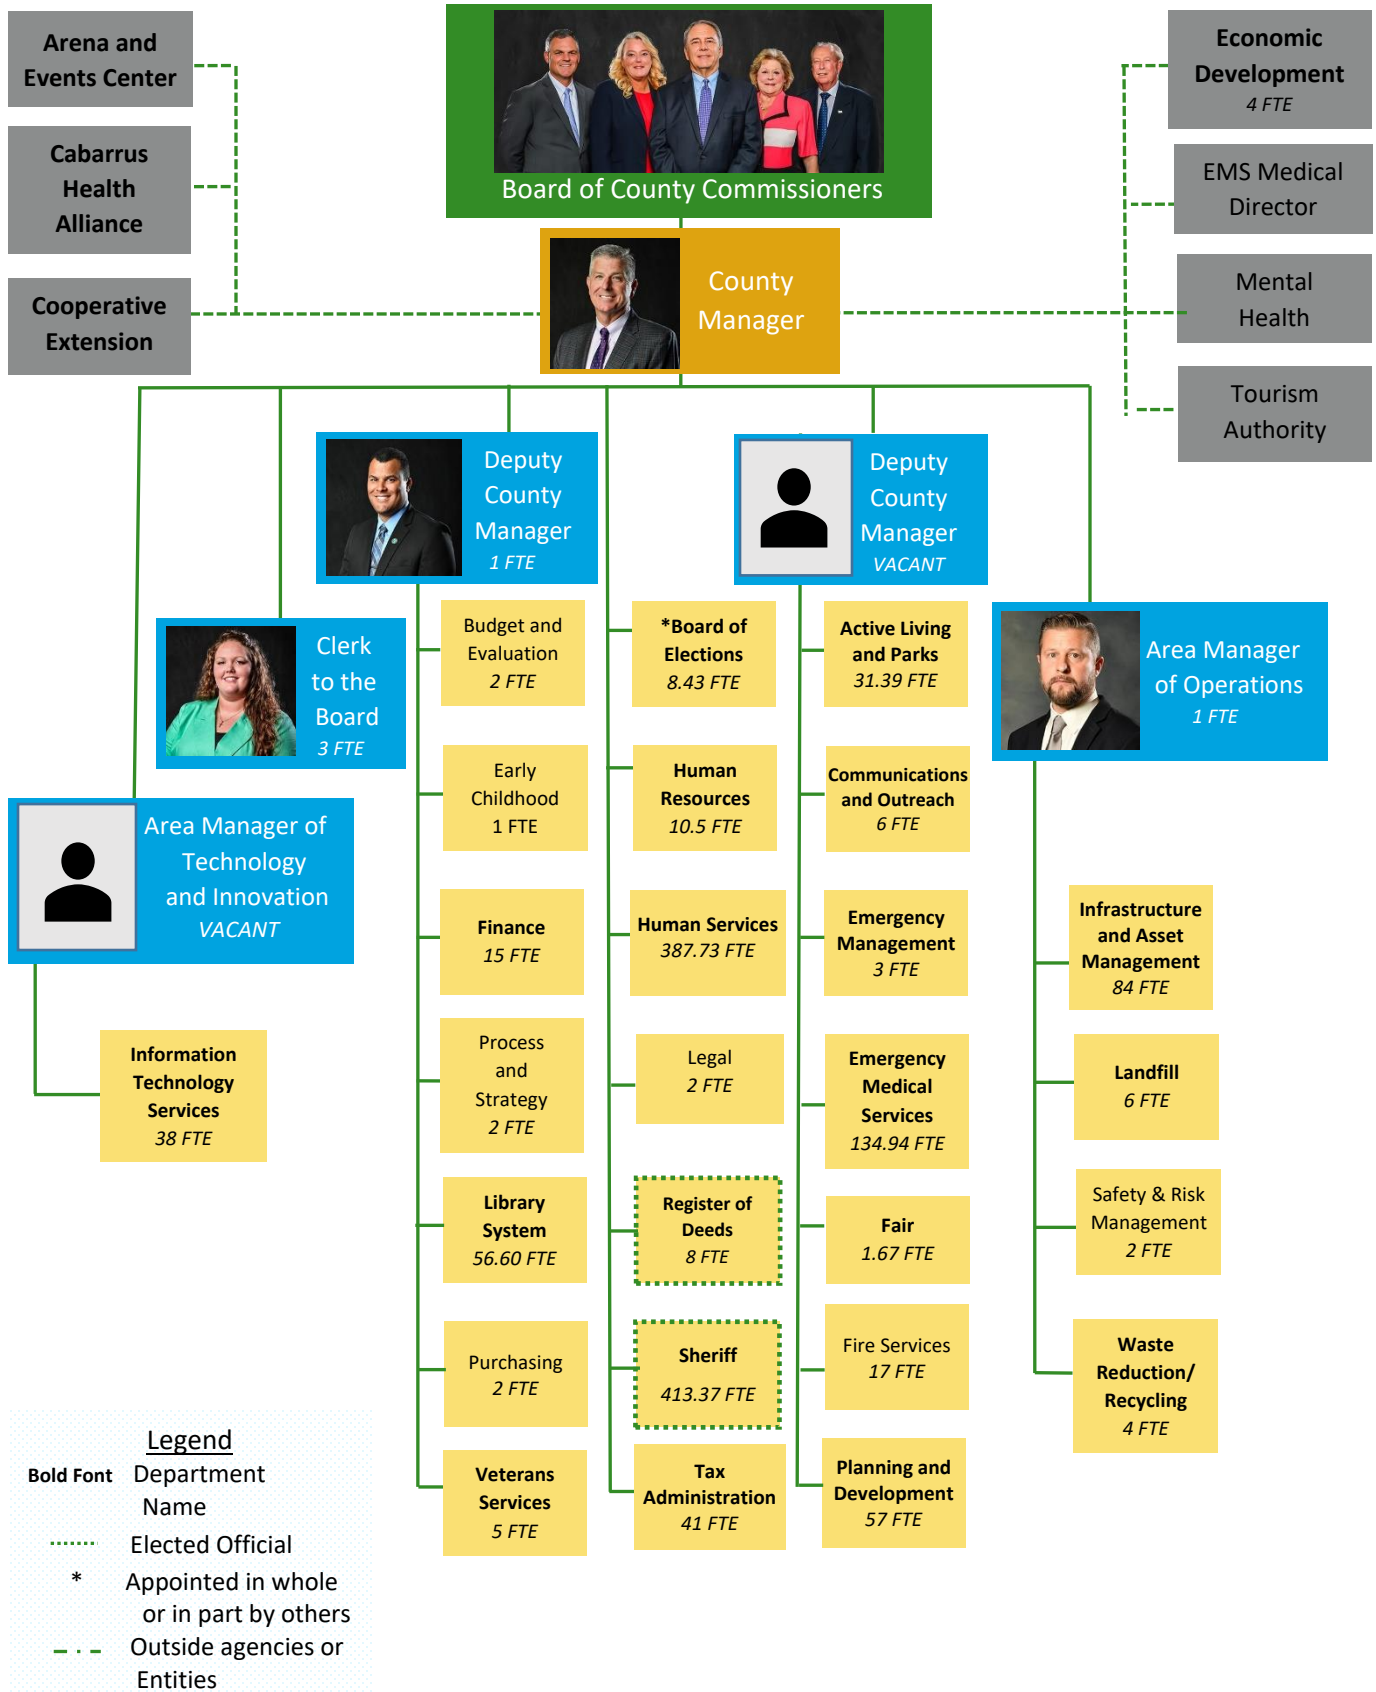 Arena and
Events Center
Cabarrus
Health
Alliance
Cooperative
Extension
Board of County Commissioners
County
Manager
Economic
Development
4 FTE
EMS Medical
Director
Mental
Health
Tourism
Authority
Deputy
County
Manager
1 FTE
Deputy
County
Manager
VACANT
Clerk
to the
Board
3 FTE
Area Manager
of Operations
1 FTE
Area Manager of
Technology
and Innovation
VACANT
Information
Technology
Services
38 FTE
Budget and
Evaluation
2 FTE
Early
Childhood
1 FTE
Finance
15 FTE
Process
and
Strategy
2 FTE
Library
System
56.60 FTE
Purchasing
2 FTE
Veterans
Services
5 FTE
*Board of
Elections
8.43 FTE
Human
Resources
10.5 FTE
Human Services
387.73 FTE
Legal
2 FTE
Register of
Deeds
8 FTE
Sheriff
413.37 FTE
Tax
Administration
41 FTE
Active Living
and Parks
31.39 FTE
Communications
and Outreach
6 FTE
Emergency
Management
3 FTE
Emergency
Medical
Services
134.94 FTE
Fair
1.67 FTE
Fire Services
17 FTE
Planning and
Development
57 FTE
Infrastructure
and Asset
Management
84 FTE
Landfill
6 FTE
Safety & Risk
Management
2 FTE
Waste
Reduction/
Recycling
4 FTE
Legend
Bold Font Department
Name
Elected Official
* Appointed in whole
or in part by others
Outside agencies or
Entities